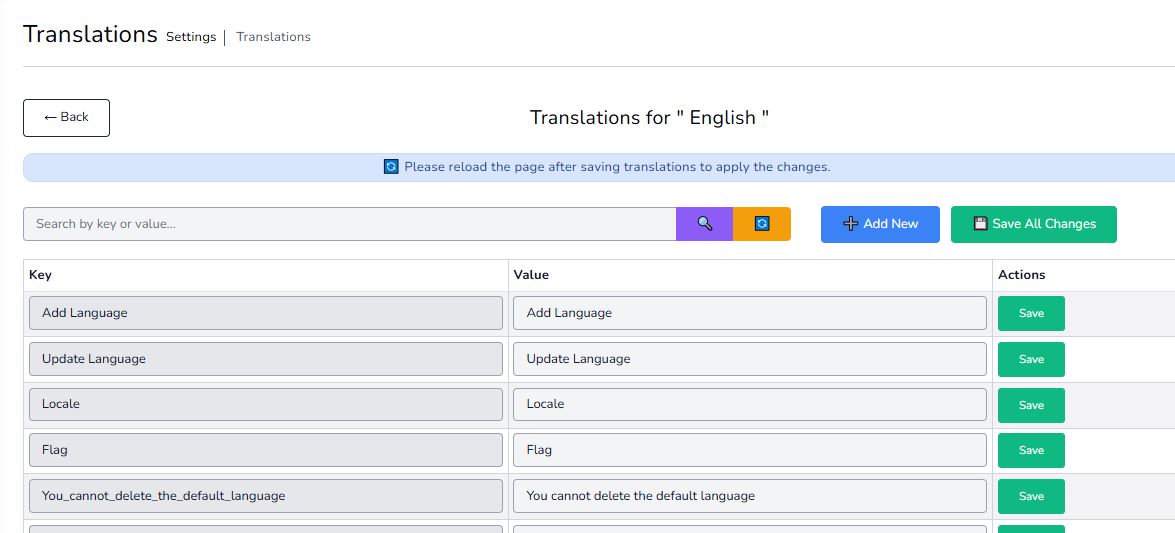 Translations Settings | Translations
← Back
Translations for " English "
🔄 Please reload the page after saving translations to apply the changes.
Search by key or value...
🔍 🔄 ➕ Add New 💾 Save All Changes
Key Value Actions
Add Language Add Language Save
Update Language Update Language Save
Locale Locale Save
Flag Flag Save
You_cannot_delete_the_default_language You cannot delete the default language Save